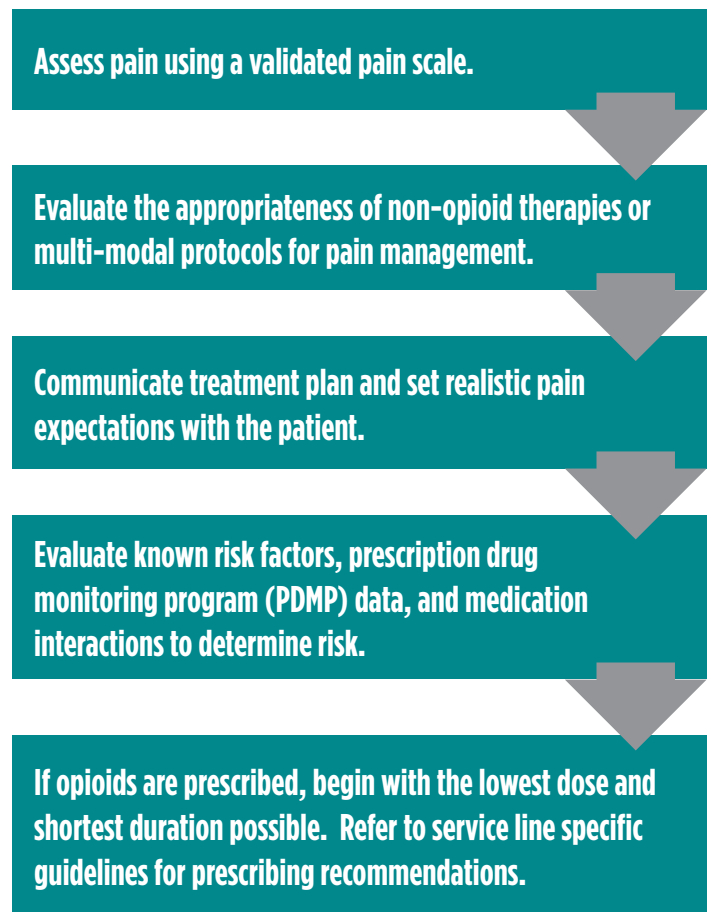 Assess pain using a validated pain scale.
Evaluate the appropriateness of non-opioid therapies or
multi-modal protocols for pain management.
Communicate treatment plan and set realistic pain
expectations with the patient.
Evaluate known risk factors, prescription drug
monitoring program (PDMP) data, and medication
interactions to determine risk.
If opioids are prescribed, begin with the lowest dose and
shortest duration possible.  Refer to service line specific
guidelines for prescribing recommendations.